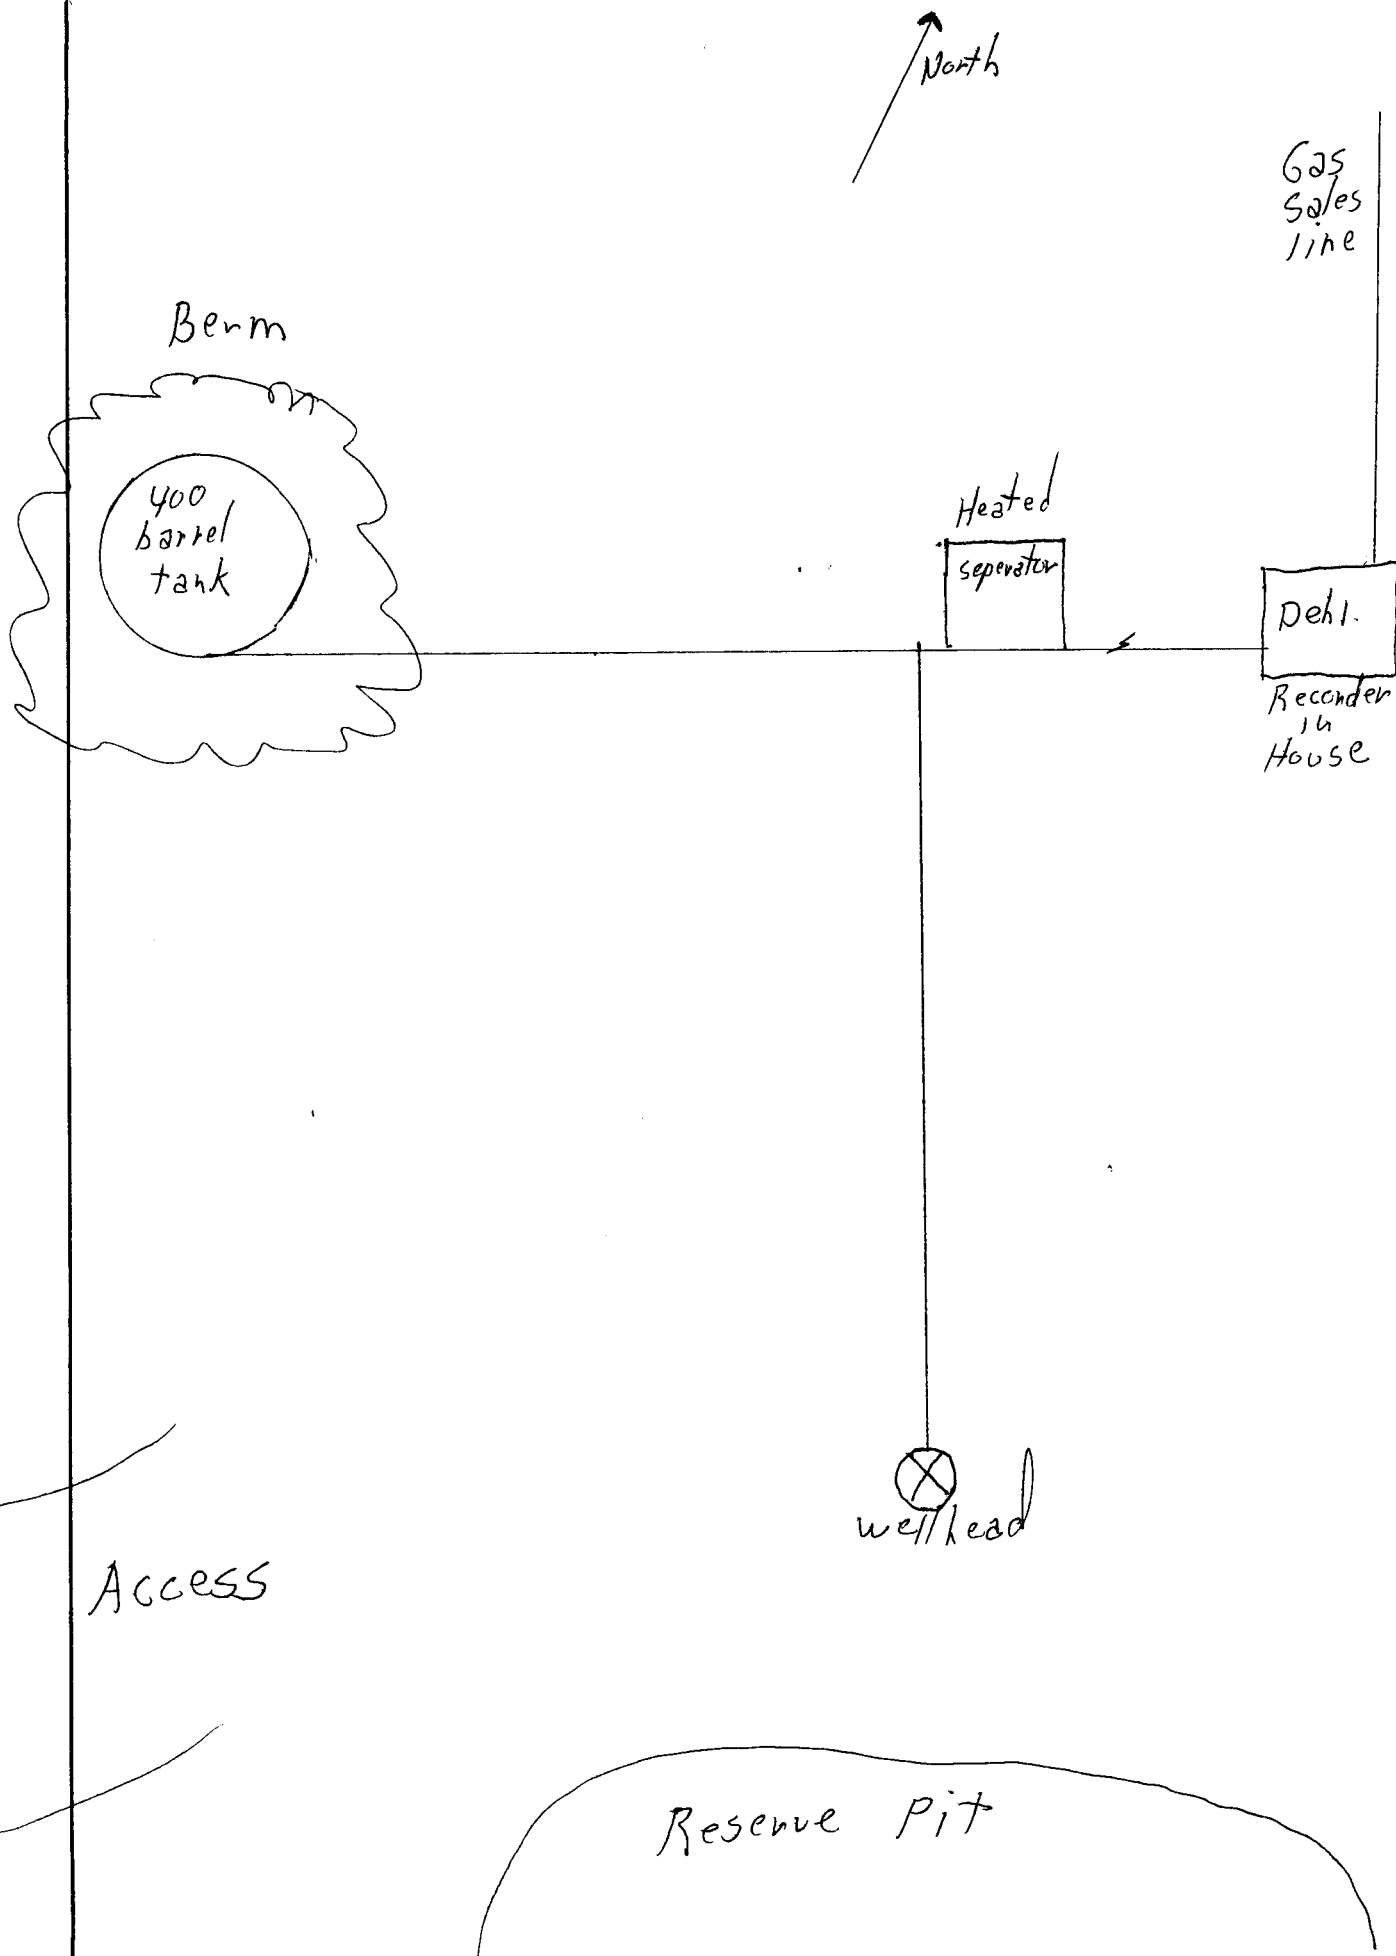 North
Gas
Sales
line
Berm
400
barrel
tank
Heated
seperator
Dehl.
Recorder
in
House
wellhead
Access
Reserve Pit